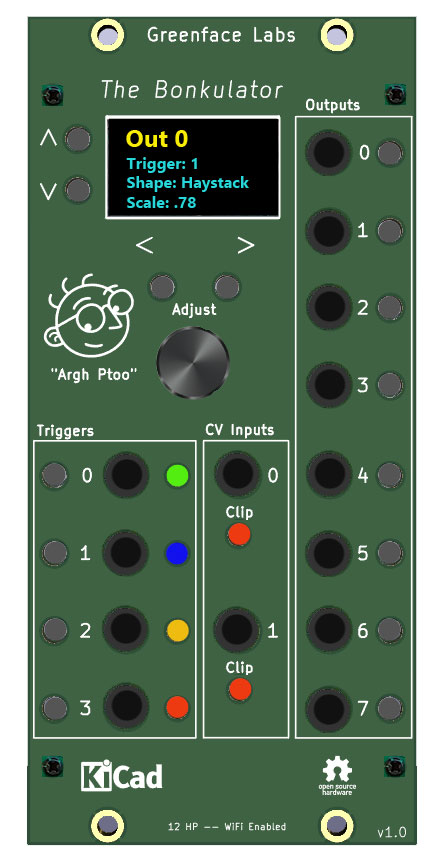 Greenface Labs
The Bonkulator
Outputs
Out 0
Trigger: 1
Shape: Haystack
Scale: .78
< >
Adjust
"Argh Ptoo"
0
1
2
3
4
5
6
7
Triggers
0
1
2
3
CV Inputs
0
Clip
1
Clip
KiCad
open source
hardware
12 HP -- WiFi Enabled
v1.0